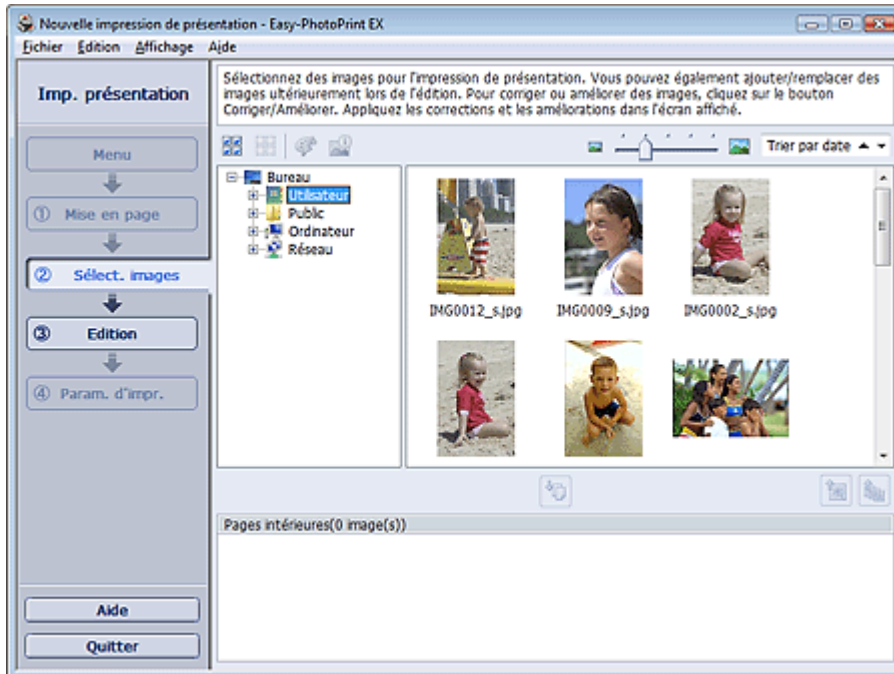 Nouvelle impression de présentation - Easy-PhotoPrint EX
Fichier Édition Affichage Aide
Imp. présentation
Menu
① Mise en page
② Sélect. images
③ Edition
④ Param. d'impr.
Aide
Quitter
Sélectionnez des images pour l'impression de présentation. Vous pouvez également ajouter/remplacer des
images ultérieurement lors de l'édition. Pour corriger ou améliorer des images, cliquez sur le bouton
Corriger/Améliorer. Appliquez les corrections et les améliorations dans l'écran affiché.
Trier par date
Bureau
Utilisateur
Public
Ordinateur
Réseau
IMG0012_s.jpg IMG0009_s.jpg IMG0002_s.jpg
Pages intérieures(0 image(s))